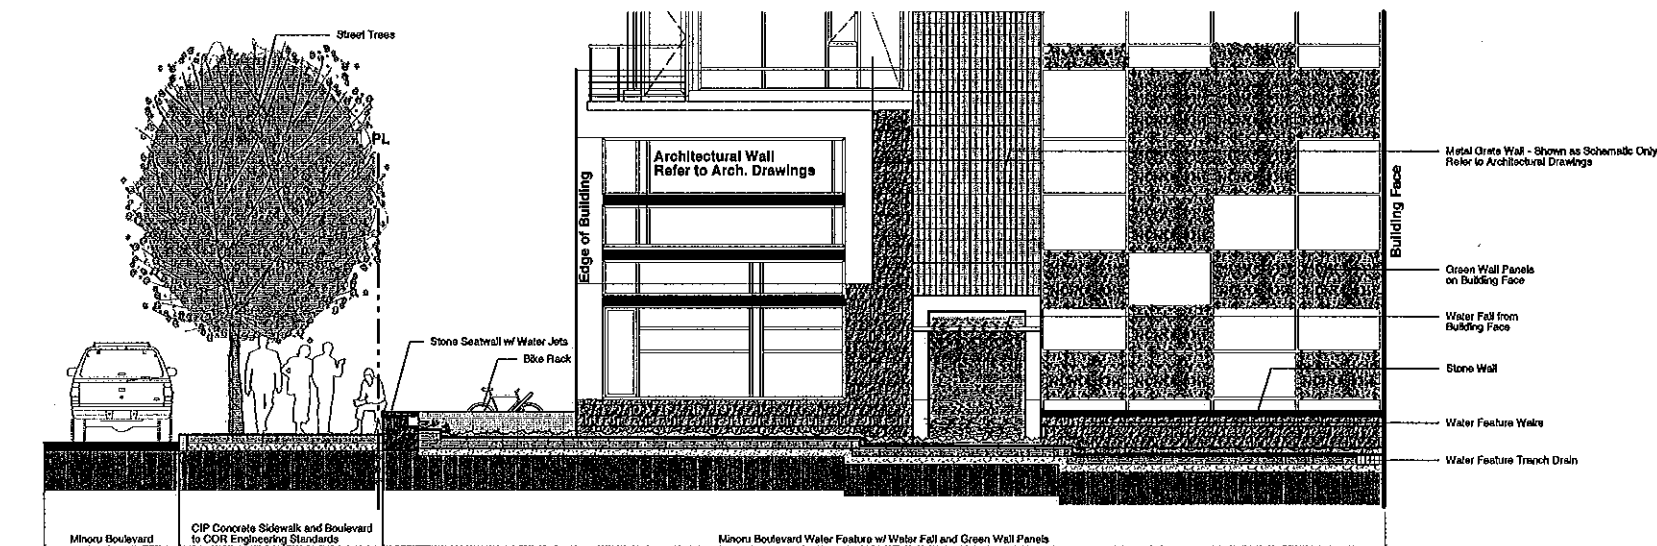 Street Trees
PL
Architectural Wall
Refer to Arch. Drawings
Metal Grate Wall - Shown as Schematic Only
Refer to Architectural Drawings
Edge of Building
Building Face
Green Wall Panels
on Building Face
Water Fall from
Building Face
Stone Seatwall w/ Water Jets
Bike Rack
Stone Wall
Water Feature Weirs
Water Feature Trench Drain
Minoru Boulevard
CIP Concrete Sidewalk and Boulevard
to COR Engineering Standards
Minoru Boulevard Water Feature w/ Water Fall and Green Wall Panels